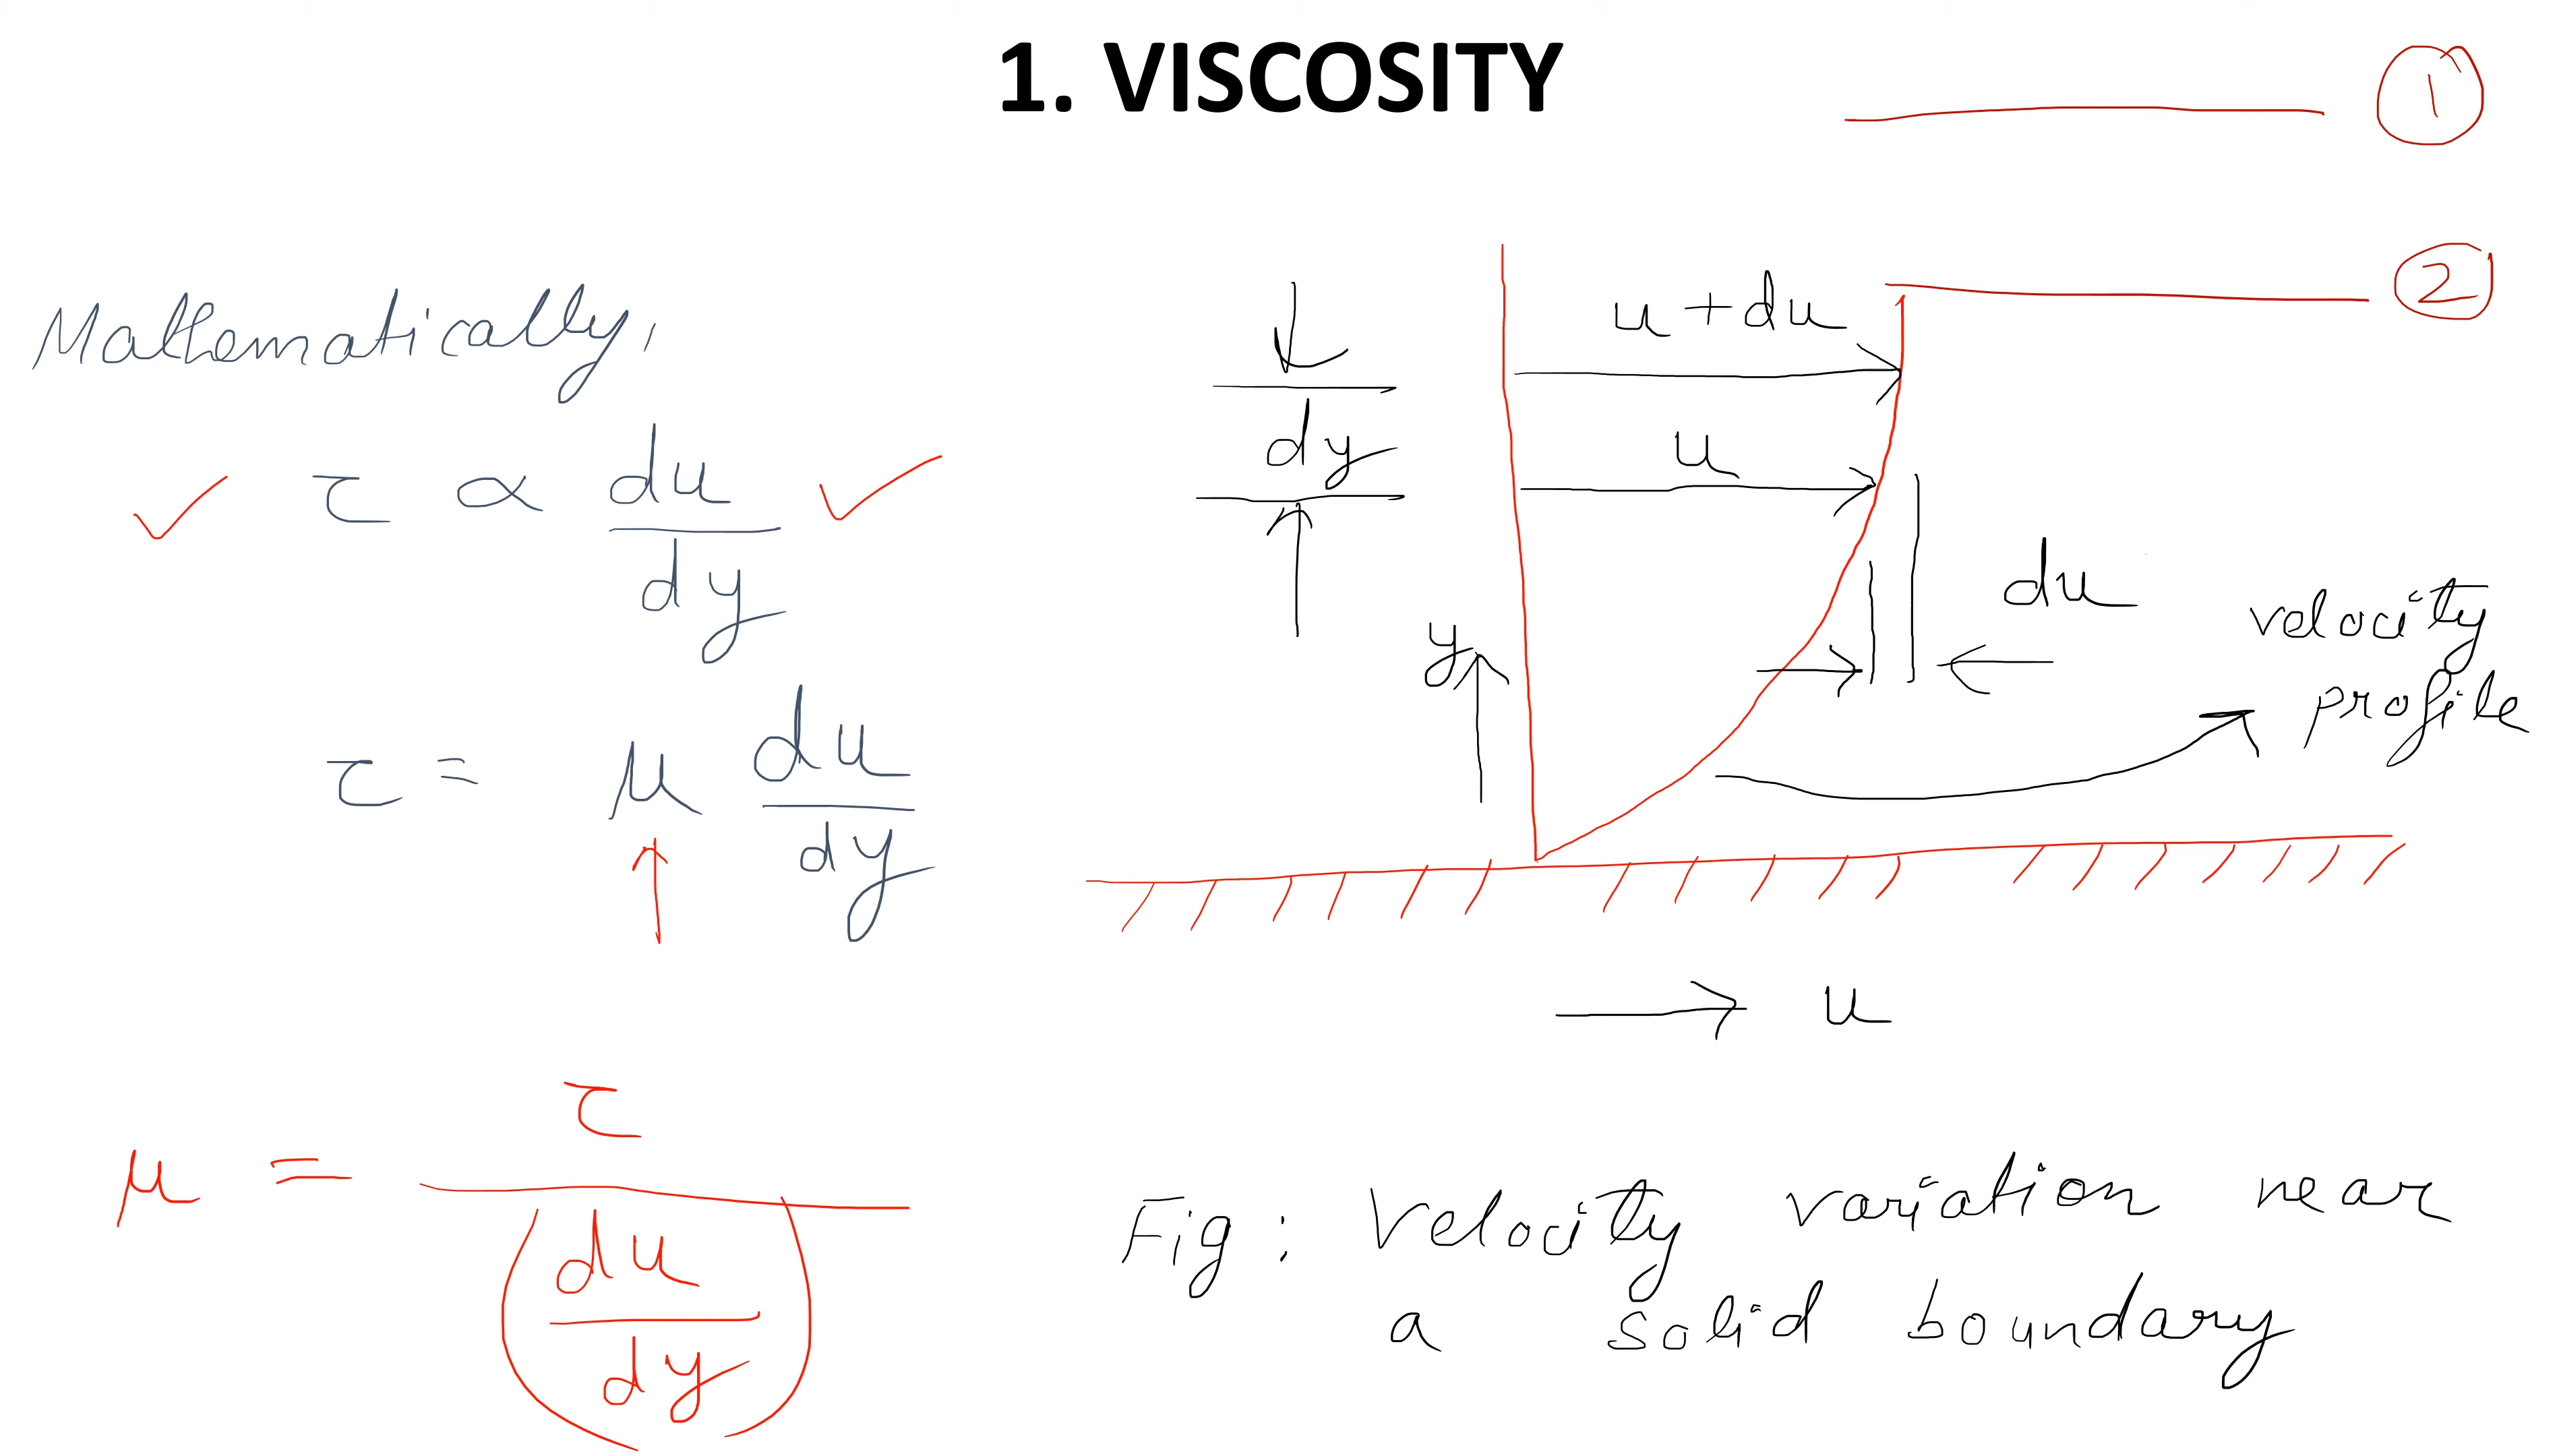 1. VISCOSITY
1
2
Mathematically,
τ ∝ du/dy
τ = μ du/dy
μ = τ/(du/dy)
u + du
dy
u
du
y
velocity
profile
u
Fig : Velocity variation near
a solid boundary